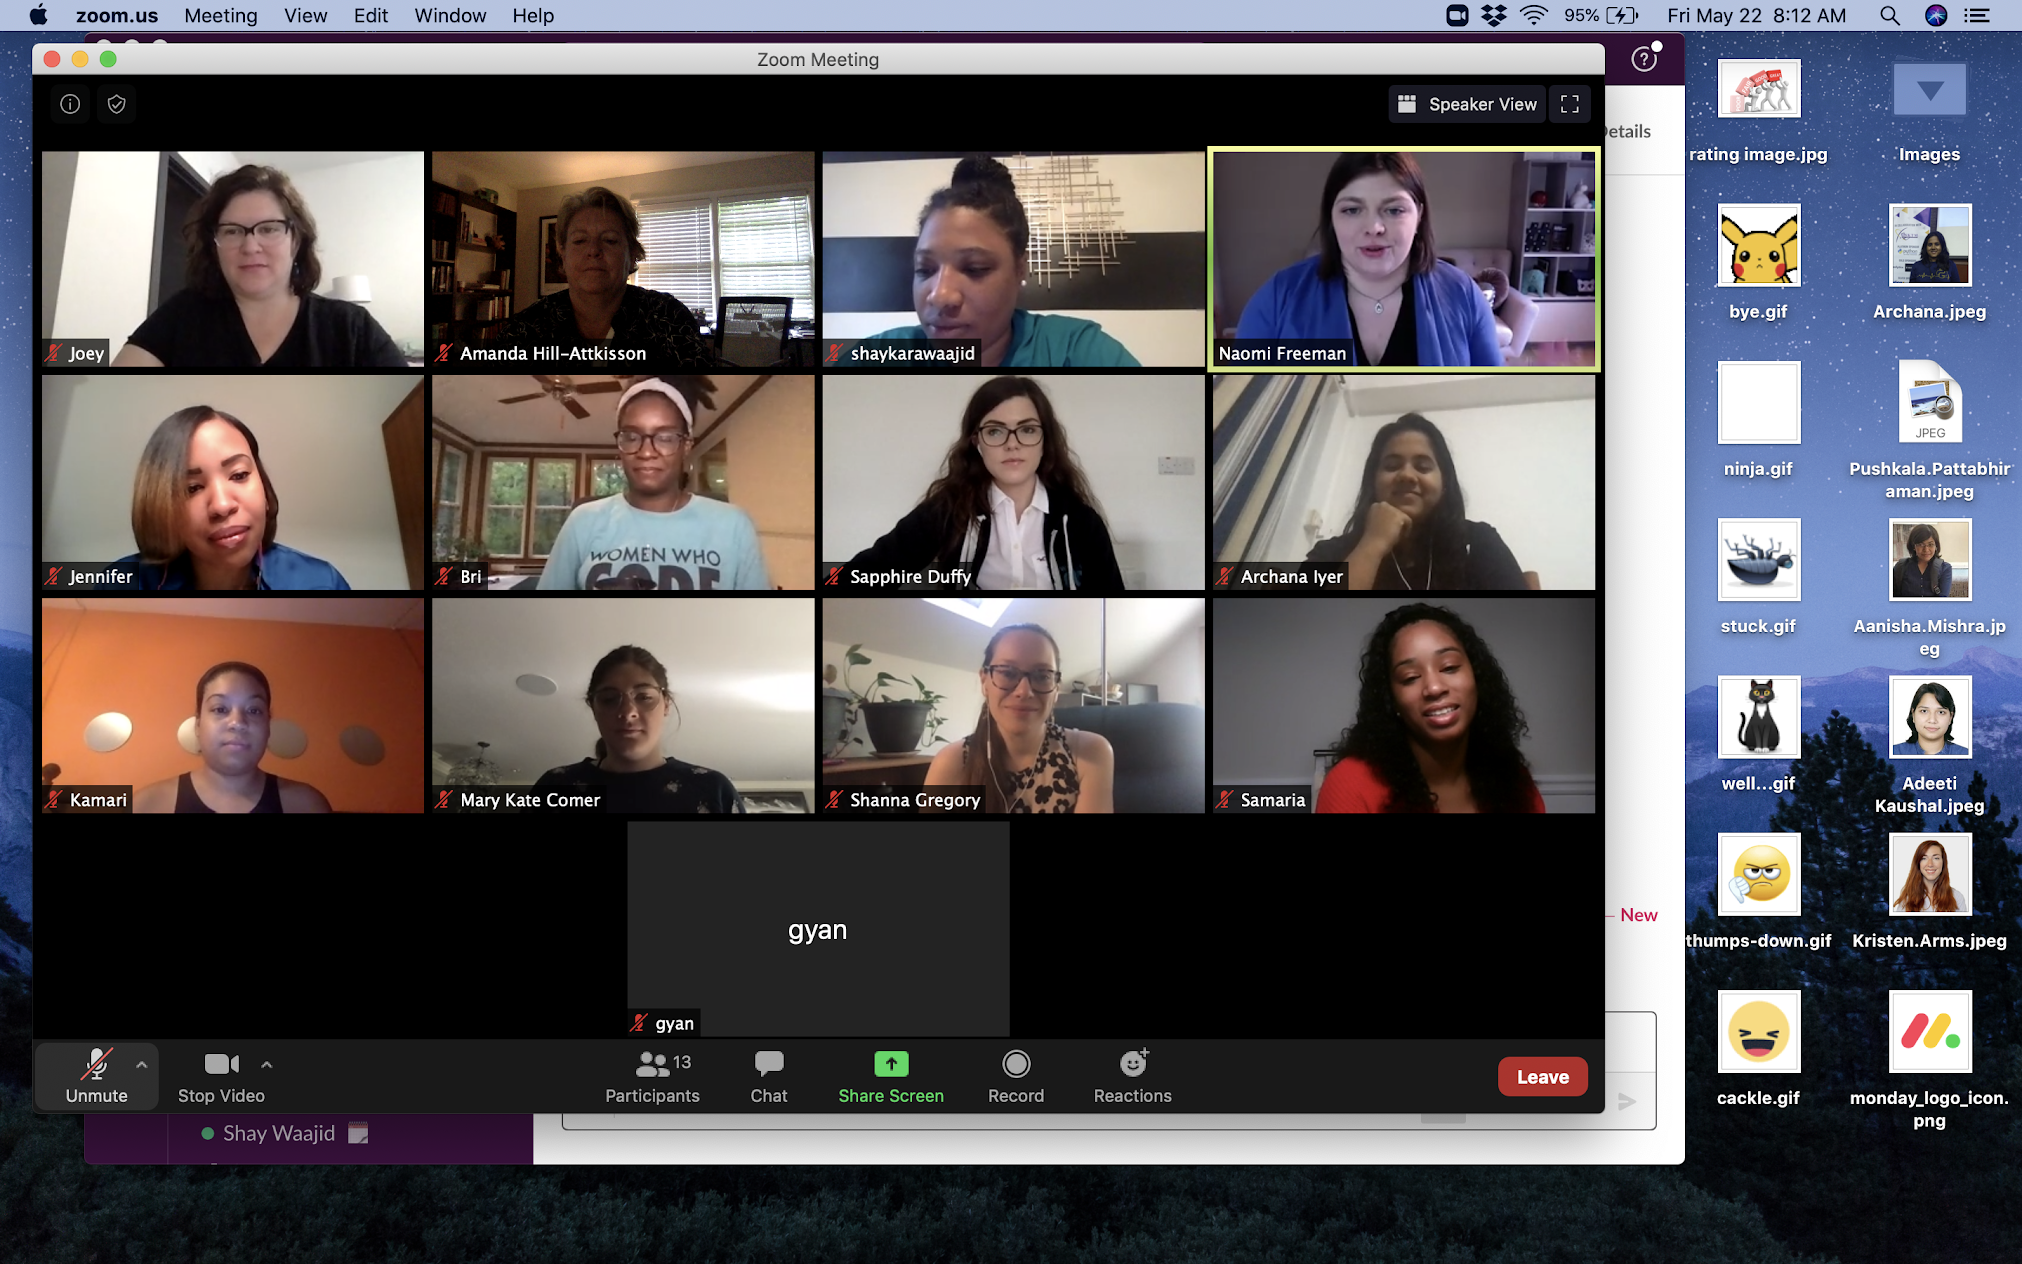 zoom.us Meeting View Edit Window Help 95% Fri May 22 8:12 AM
Zoom Meeting
Speaker View
Details
Joey
Amanda Hill-Attkisson
shaykarawaajid
Naomi Freeman
Jennifer
Bri
WOMEN WHO
CODE
Sapphire Duffy
Archana Iyer
Kamari
Mary Kate Comer
Shanna Gregory
Samaria
gyan
gyan
New
Unmute
Stop Video
13
Participants
Chat
Share Screen
Record
Reactions
Leave
Shay Waajid
rating image.jpg
Images
bye.gif
Archana.jpeg
ninja.gif
JPEG
Pushkala.Pattabhir
aman.jpeg
stuck.gif
Aanisha.Mishra.jp
eg
well...gif
Adeeti
Kaushal.jpeg
thumps-down.gif
Kristen.Arms.jpeg
cackle.gif
monday_logo_icon.
png